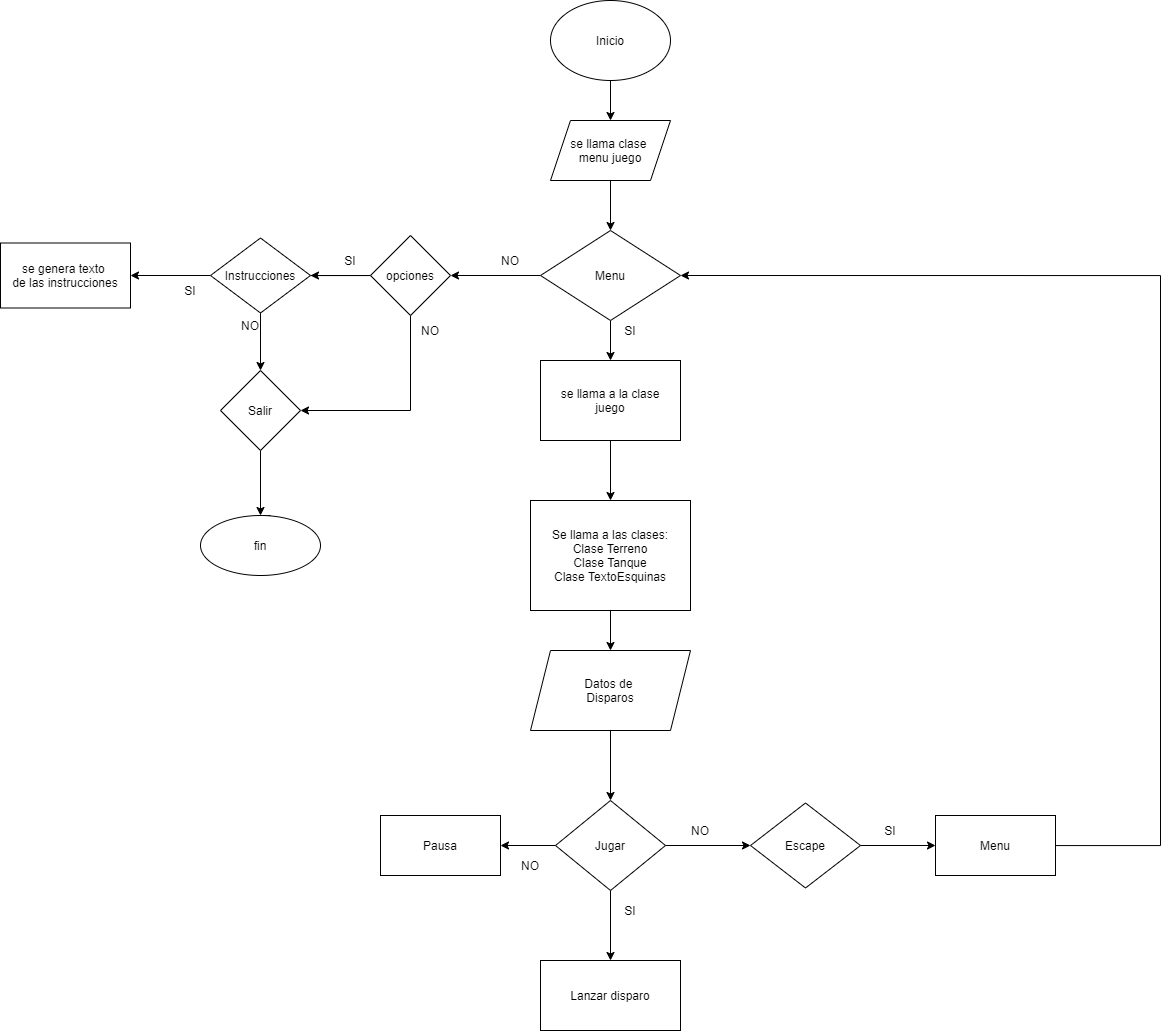 Inicio
se llama clase
menu juego
Menu
NO
opciones
SI
Instrucciones
SI
se genera texto
de las instrucciones
NO
NO
Salir
fin
SI
se llama a la clase
juego
Se llama a las clases:
Clase Terreno
Clase Tanque
Clase TextoEsquinas
Datos de
Disparos
Jugar
NO
Pausa
NO
Escape
SI
Menu
SI
Lanzar disparo